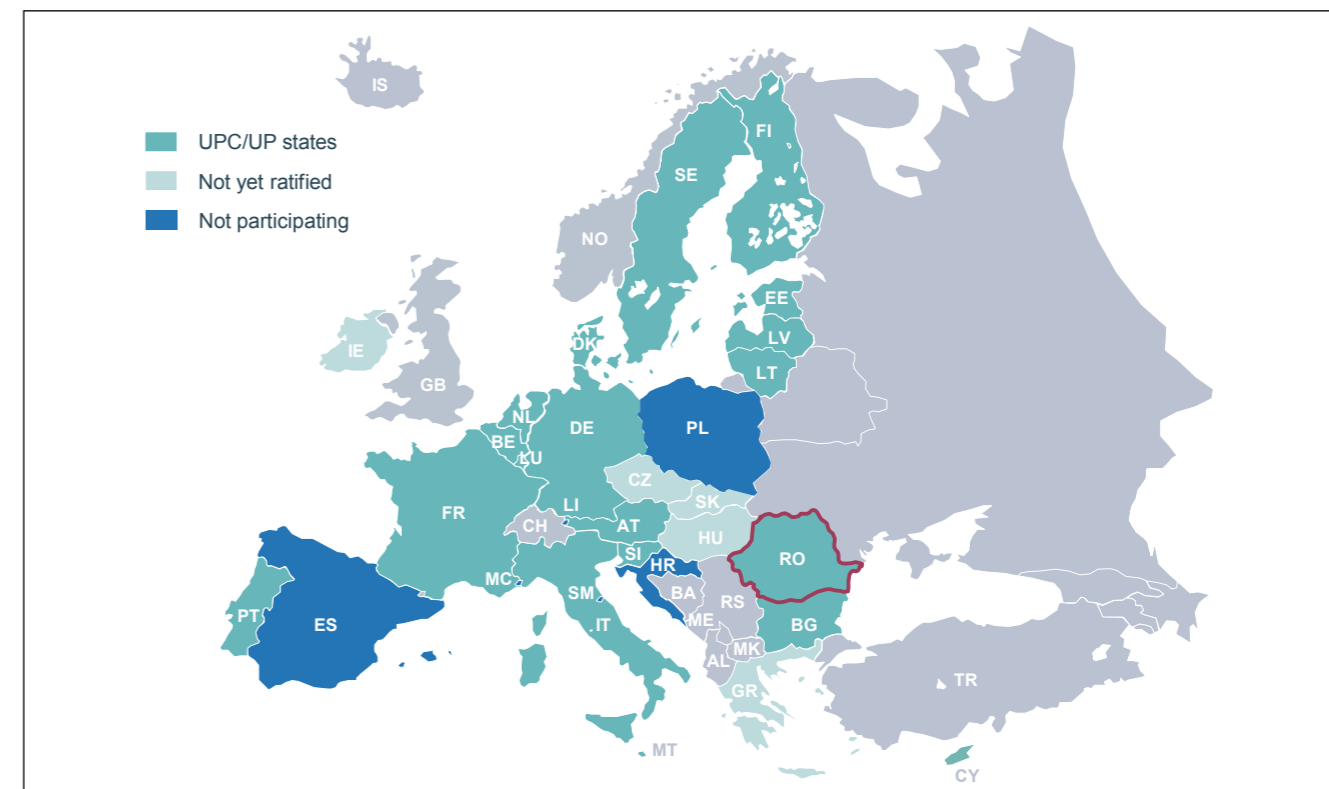 IS
UPC/UP states
Not yet ratified
Not participating
FI
SE
NO
EE
LV
LT
DK
IE
GB
NL
DE
PL
BE
LU
CZ
SK
FR
LI
AT
CH
HU
SI
HR
RO
MC
SM
BA
RS
PT
ES
IT
ME
BG
AL
MK
GR
TR
MT
CY